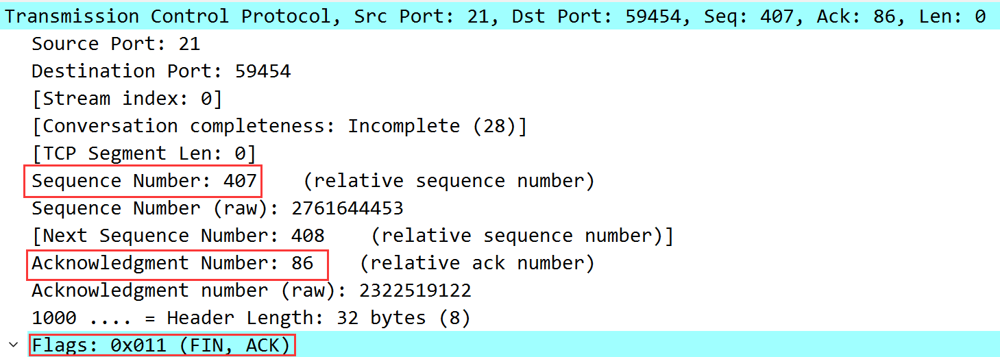 Transmission Control Protocol, Src Port: 21, Dst Port: 59454, Seq: 407, Ack: 86, Len: 0
Source Port: 21
Destination Port: 59454
[Stream index: 0]
[Conversation completeness: Incomplete (28)]
[TCP Segment Len: 0]
Sequence Number: 407    (relative sequence number)
Sequence Number (raw): 2761644453
[Next Sequence Number: 408    (relative sequence number)]
Acknowledgment Number: 86    (relative ack number)
Acknowledgment number (raw): 2322519122
1000 .... = Header Length: 32 bytes (8)
Flags: 0x011 (FIN, ACK)